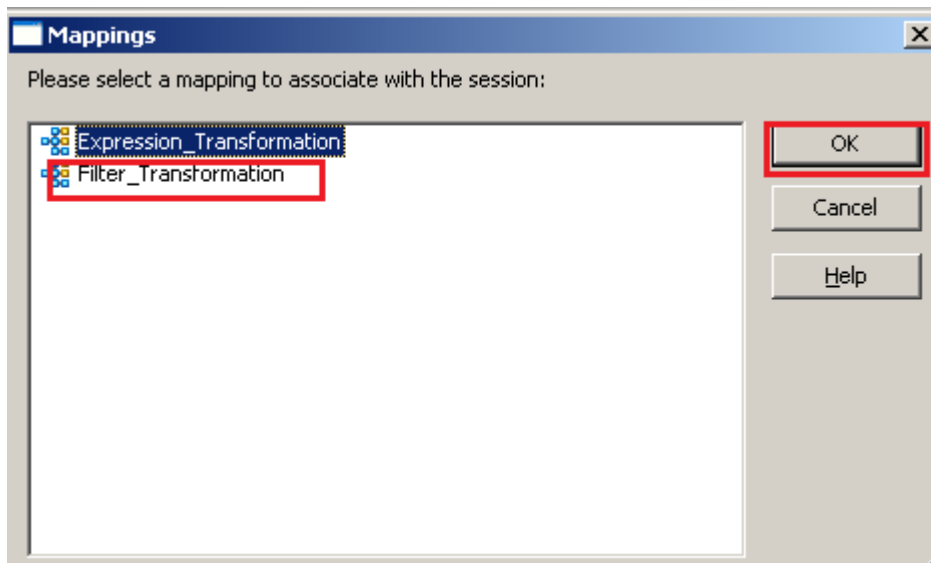 Mappings
Please select a mapping to associate with the session:
Expression_Transformation
Filter_Transformation
OK
Cancel
Help